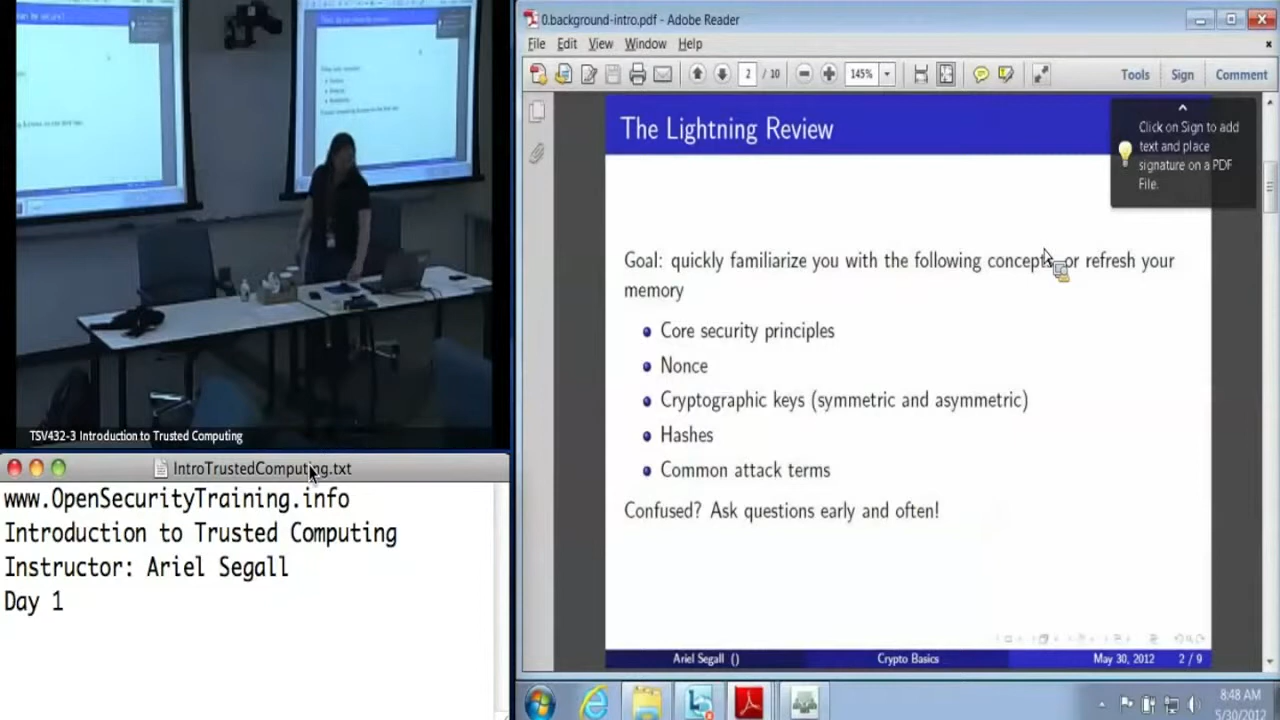 TSV432-3 Introduction to Trusted Computing
IntroTrustedComputing.txt
www.OpenSecurityTraining.info
Introduction to Trusted Computing
Instructor: Ariel Segall
Day 1
0.background-intro.pdf - Adobe Reader
File Edit View Window Help
2 / 10 145% Tools Sign Comment
The Lightning Review
Click on Sign to add
text and place
signature on a PDF
File.
Goal: quickly familiarize you with the following concepts, or refresh your
memory
Core security principles
Nonce
Cryptographic keys (symmetric and asymmetric)
Hashes
Common attack terms
Confused? Ask questions early and often!
Ariel Segall () Crypto Basics May 30, 2012 2 / 9
8:48 AM
5/30/2012